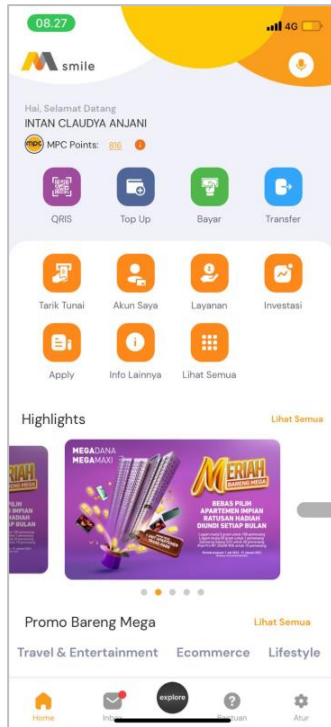 08.27
4G
smile
Hai, Selamat Datang
INTAN CLAUDYA ANJANI
mpc MPC Points: 816
QRIS Top Up Bayar Transfer
Tarik Tunai Akun Saya Layanan Investasi
Apply Info Lainnya Lihat Semua
Highlights Lihat Semua
MEGADANA
MEGAMAXI
MERIAH
BARENG MEGA
BEBAS PILIH
APARTEMEN IMPIAN
RATUSAN HADIAH
DIUNDI SETIAP BULAN
Promo Bareng Mega Lihat Semua
Travel & Entertainment Ecommerce Lifestyle
explore
Home Atur